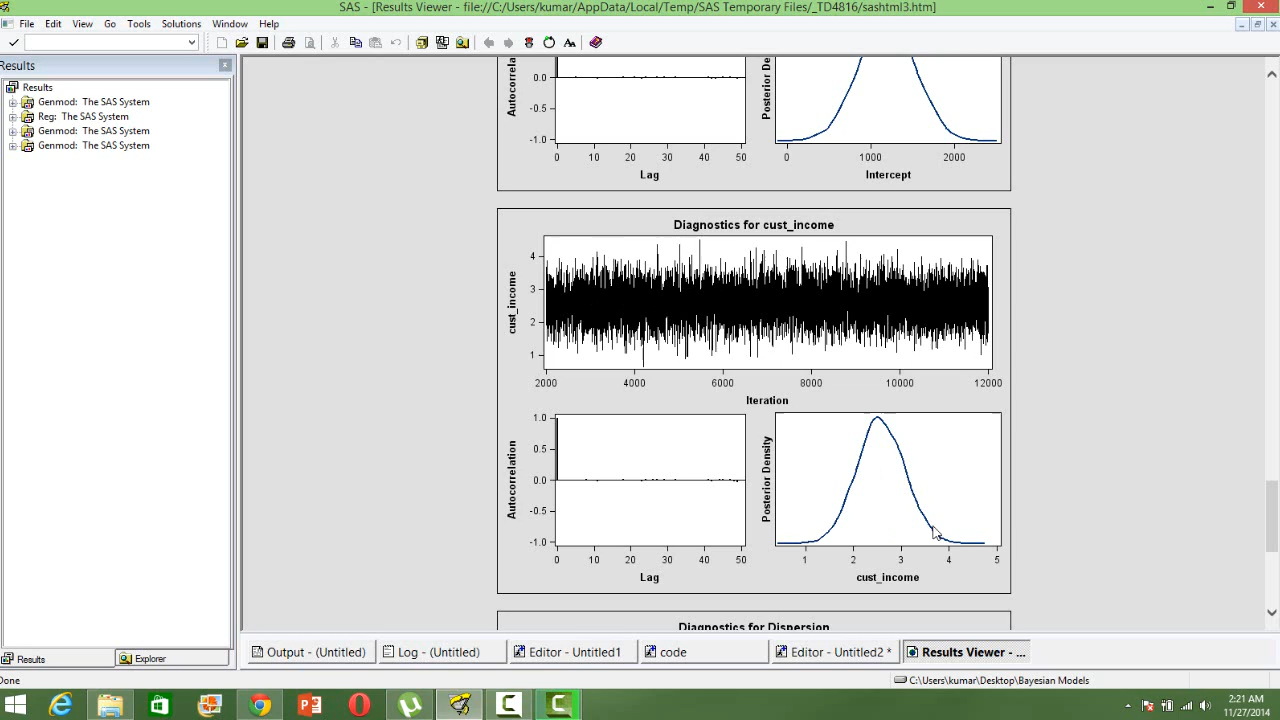 SAS - [Results Viewer - file://C:/Users/kumar/AppData/Local/Temp/SAS Temporary Files/_TD4816/sashtml3.htm]
File Edit View Go Tools Solutions Window Help
Results
Results
Genmod: The SAS System
Reg: The SAS System
Genmod: The SAS System
Genmod: The SAS System
Autocorrela
0.0
-0.5
-1.0
0 10 20 30 40 50
Lag
Posterior De
0 1000 2000
Intercept
Diagnostics for cust_income
cust_income
4
3
2
1
2000 4000 6000 8000 10000 12000
Iteration
Autocorrelation
1.0
0.5
0.0
-0.5
-1.0
0 10 20 30 40 50
Lag
Posterior Density
1 2 3 4 5
cust_income
Diagnostics for Dispersion
Results Explorer
Output - (Untitled) Log - (Untitled) Editor - Untitled1 code Editor - Untitled2 * Results Viewer - ...
Done
C:\Users\kumar\Desktop\Bayesian Models
2:21 AM
11/27/2014